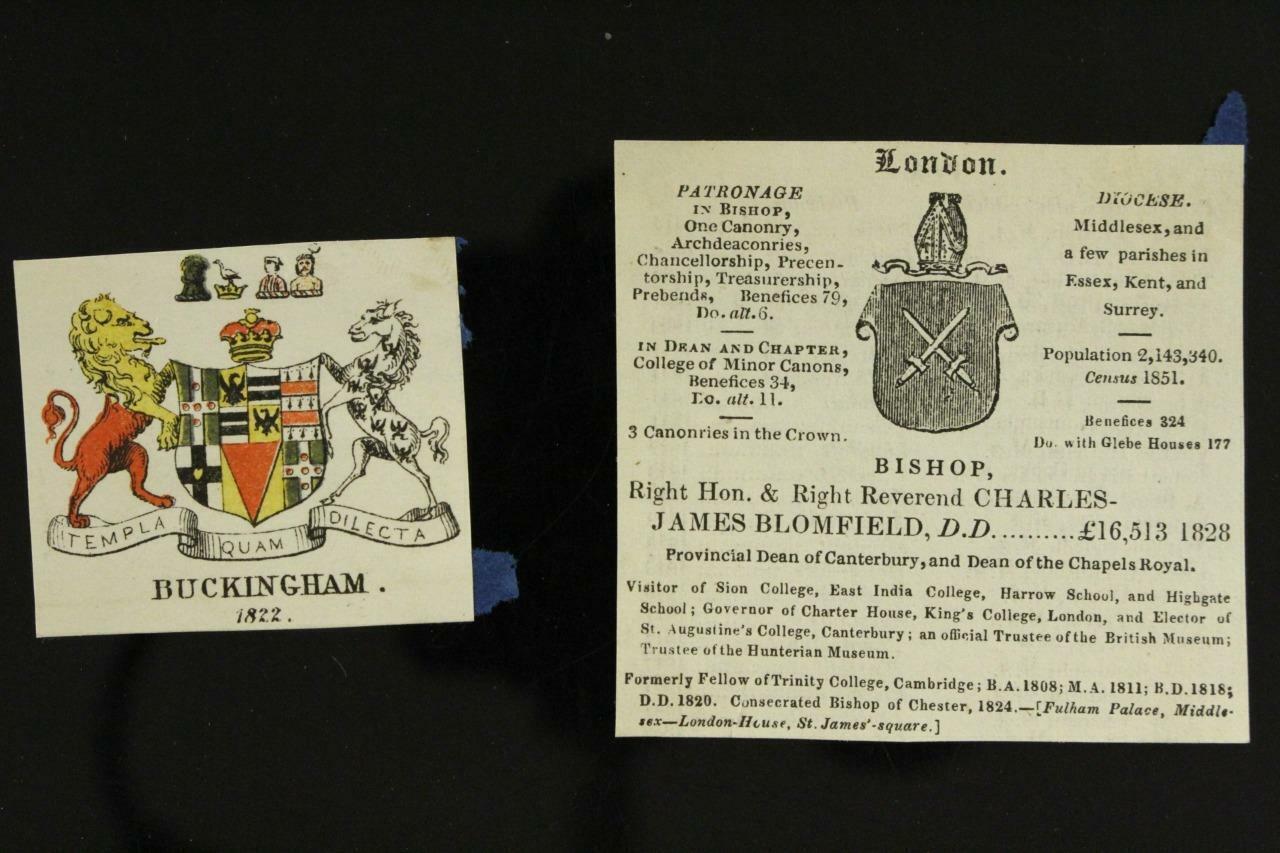 TEMPLA QUAM DILECTA
BUCKINGHAM.
1822.
London.
PATRONAGE
IN BISHOP,
One Canonry,
Archdeaconries,
Chancellorship, Precen-
torship, Treasurership,
Prebends, Benefices 79,
Do. alt. 6.
IN DEAN AND CHAPTER,
College of Minor Canons,
Benefices 34,
Do. alt. 11.
3 Canonries in the Crown.
DIOCESE.
Middlesex, and
a few parishes in
Essex, Kent, and
Surrey.
Population 2,143,340.
Census 1851.
Benefices 324
Do. with Glebe Houses 177
BISHOP,
Right Hon. & Right Reverend CHARLES-
JAMES BLOMFIELD, D.D..........£16,513 1828
Provincial Dean of Canterbury, and Dean of the Chapels Royal.
Visitor of Sion College, East India College, Harrow School, and Highgate
School; Governor of Charter House, King's College, London, and Elector of
St. Augustine's College, Canterbury; an official Trustee of the British Museum;
Trustee of the Hunterian Museum.
Formerly Fellow of Trinity College, Cambridge; B.A. 1808; M.A. 1811; B.D. 1818;
D.D. 1820. Consecrated Bishop of Chester, 1824.—[Fulham Palace, Middle-
sex—London-House, St. James'-square.]